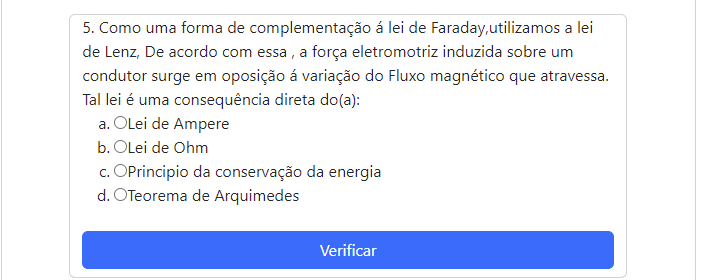 5. Como uma forma de complementação á lei de Faraday,utilizamos a lei
de Lenz, De acordo com essa , a força eletromotriz induzida sobre um
condutor surge em oposição á variação do Fluxo magnético que atravessa.
Tal lei é uma consequência direta do(a):
a. Lei de Ampere
b. Lei de Ohm
c. Principio da conservação da energia
d. Teorema de Arquimedes
Verificar